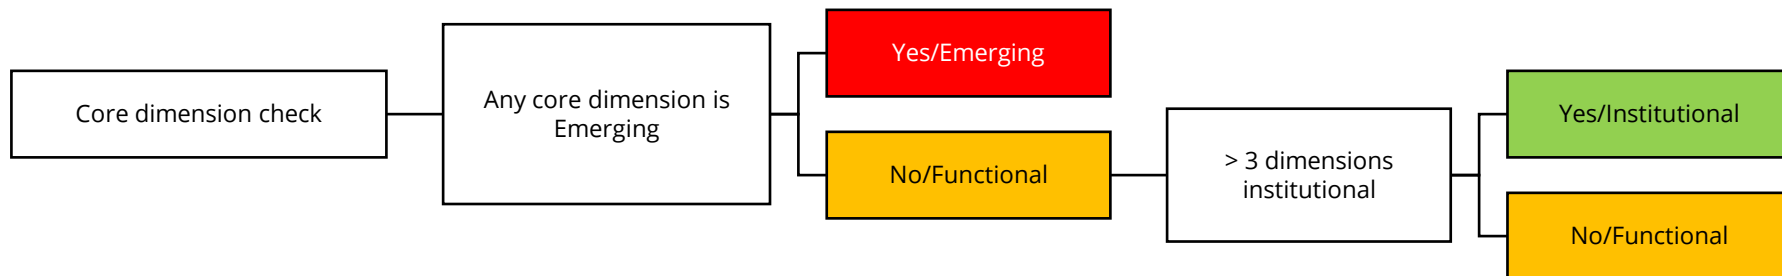 Core dimension check
Any core dimension is
Emerging
Yes/Emerging
No/Functional
> 3 dimensions
institutional
Yes/Institutional
No/Functional